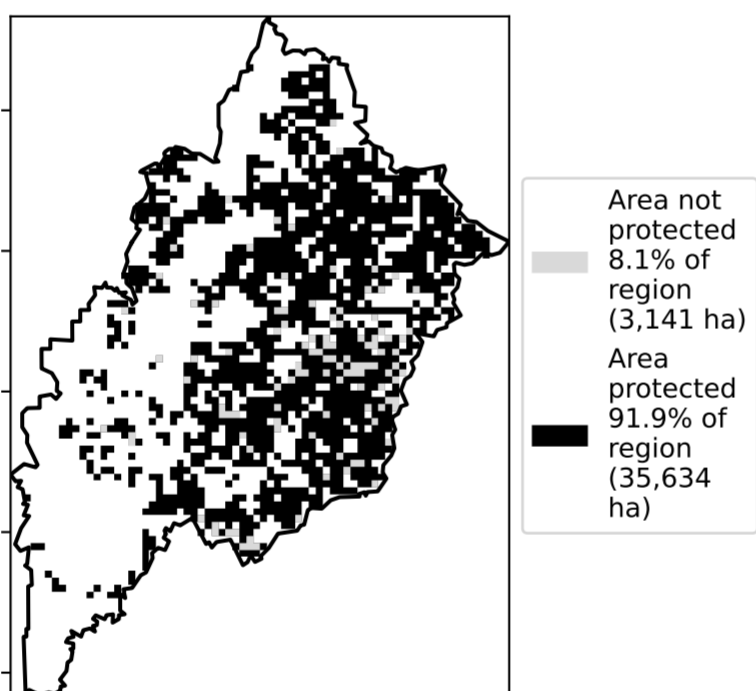 Area not
protected
8.1% of
region
(3,141 ha)
Area
protected
91.9% of
region
(35,634
ha)